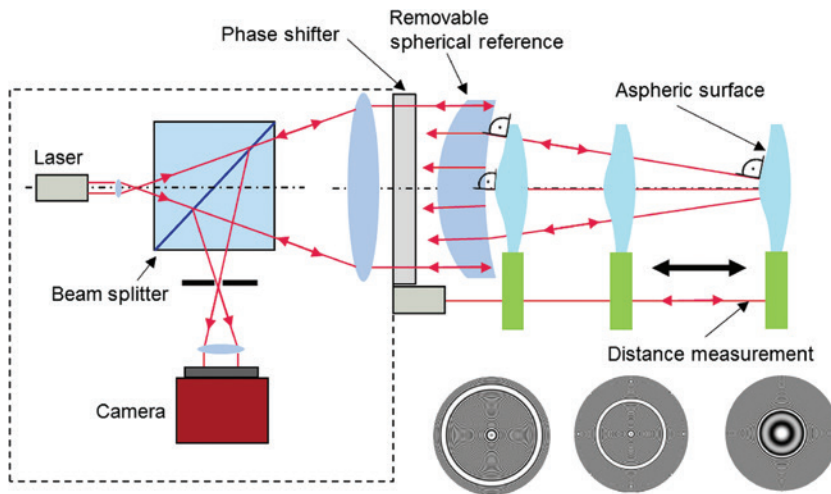 Removable
spherical reference
Phase shifter
Aspheric surface
Laser
Beam splitter
Distance measurement
Camera